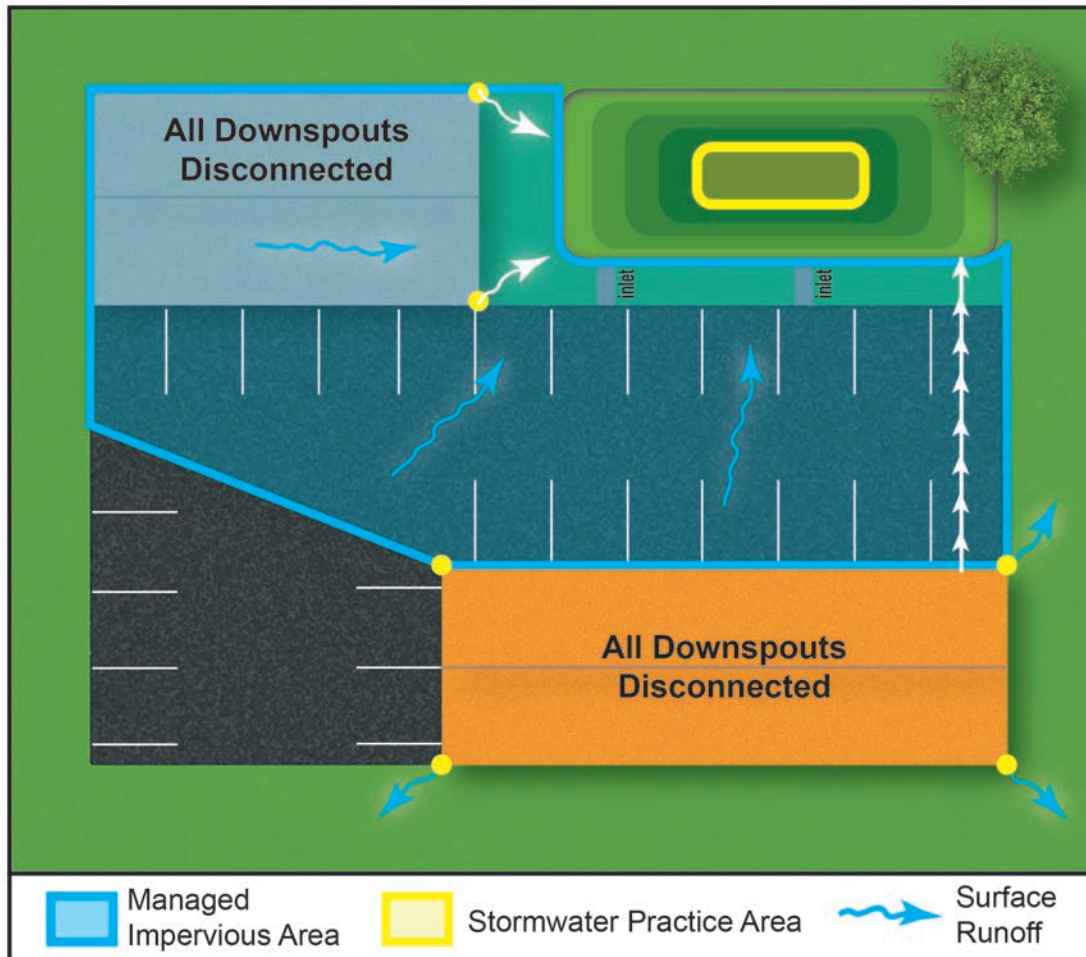 All Downspouts
Disconnected
inlet
inlet
All Downspouts
Disconnected
Managed
Impervious Area
Stormwater Practice Area
Surface
Runoff